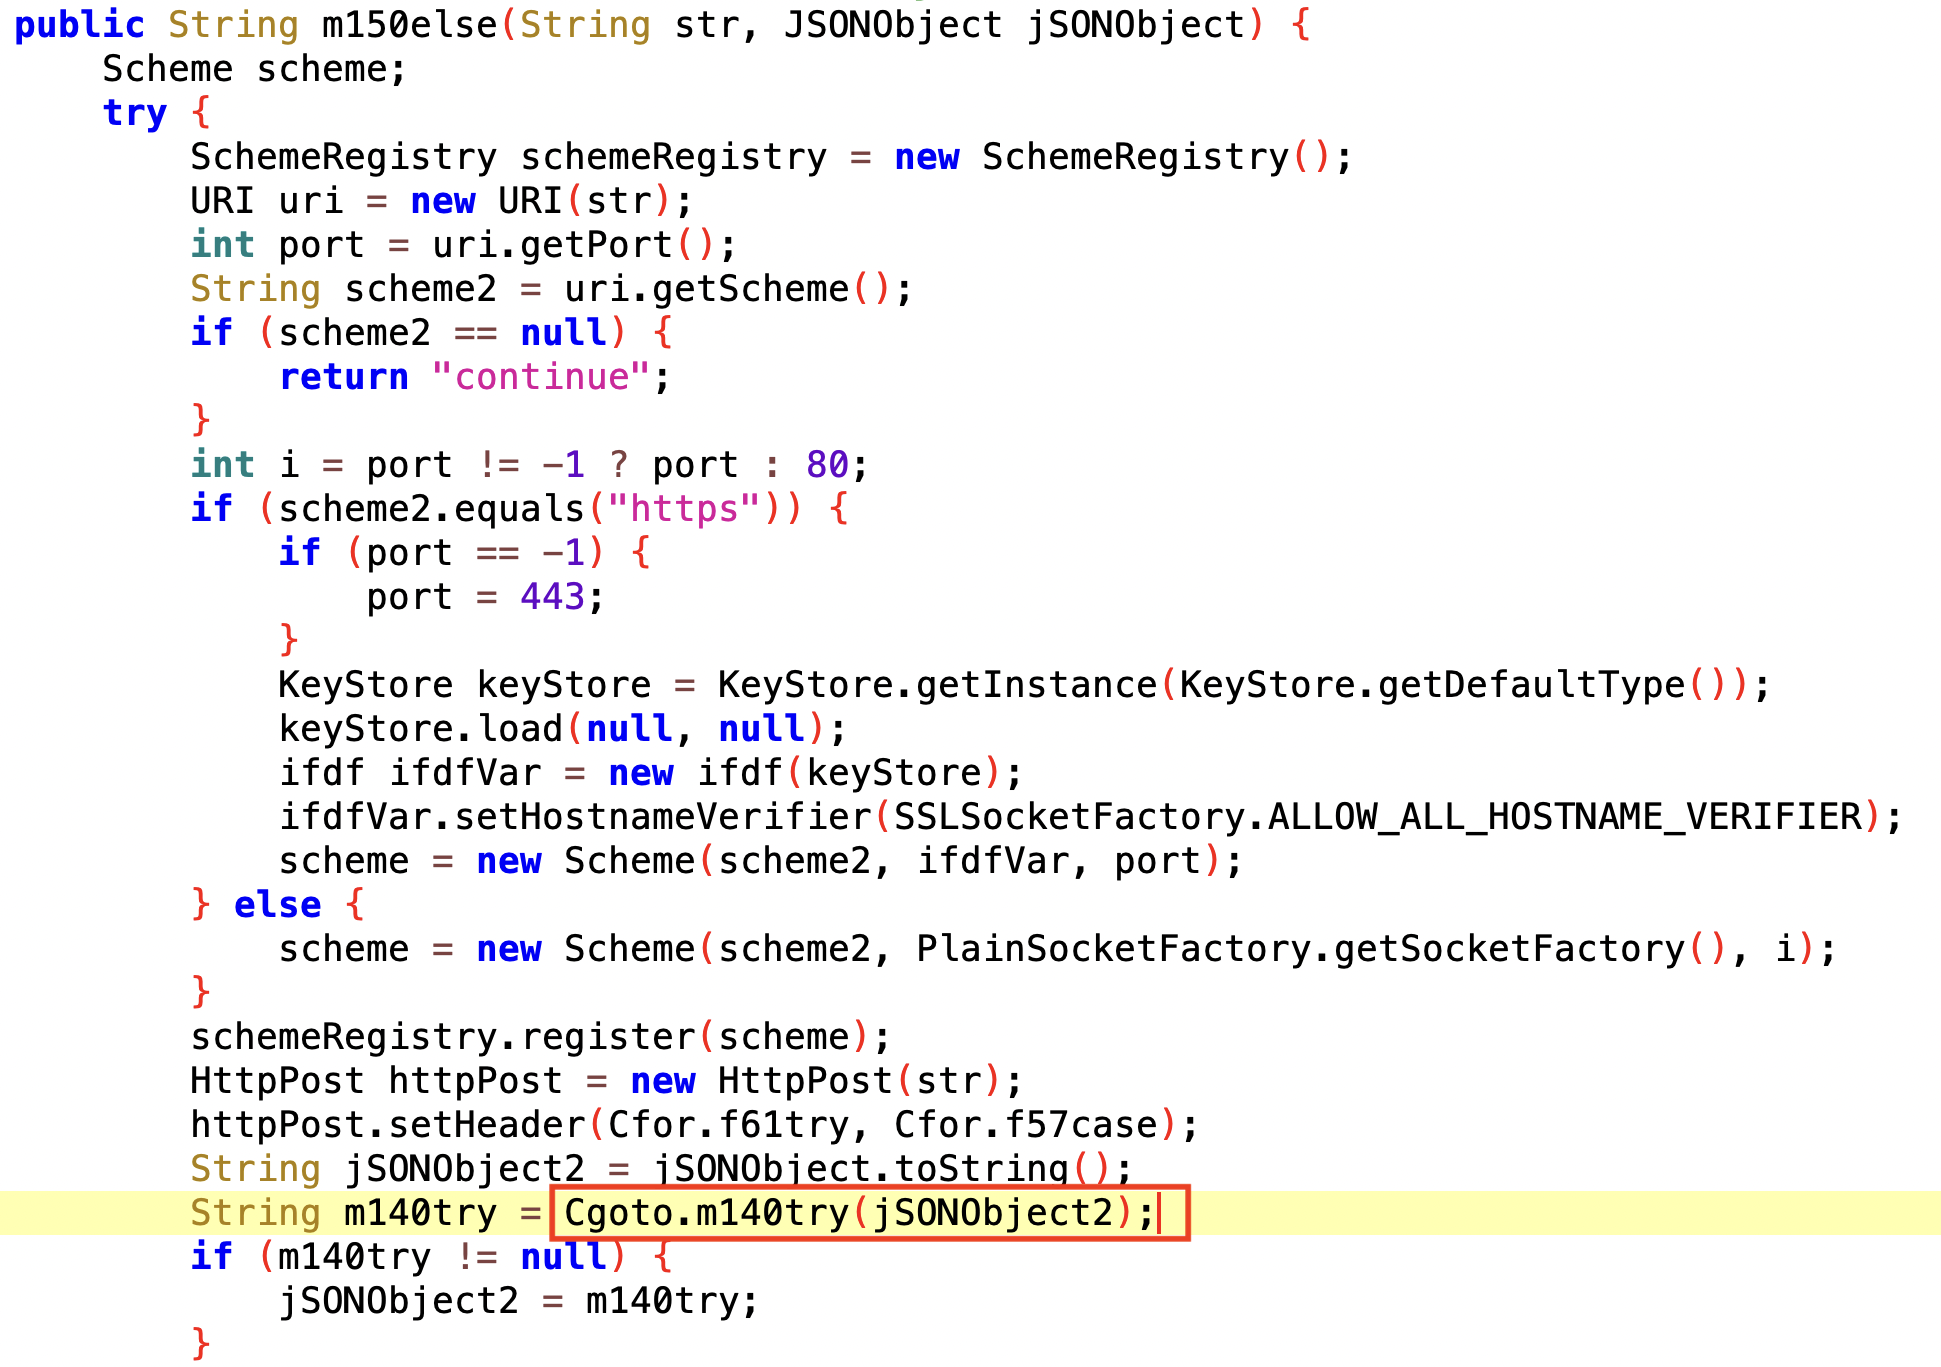 public String m150else(String str, JSONObject jSONObject) {
    Scheme scheme;
    try {
        SchemeRegistry schemeRegistry = new SchemeRegistry();
        URI uri = new URI(str);
        int port = uri.getPort();
        String scheme2 = uri.getScheme();
        if (scheme2 == null) {
            return "continue";
        }
        int i = port != -1 ? port : 80;
        if (scheme2.equals("https")) {
            if (port == -1) {
                port = 443;
            }
            KeyStore keyStore = KeyStore.getInstance(KeyStore.getDefaultType());
            keyStore.load(null, null);
            ifdf ifdfVar = new ifdf(keyStore);
            ifdfVar.setHostnameVerifier(SSLSocketFactory.ALLOW_ALL_HOSTNAME_VERIFIER);
            scheme = new Scheme(scheme2, ifdfVar, port);
        } else {
            scheme = new Scheme(scheme2, PlainSocketFactory.getSocketFactory(), i);
        }
        schemeRegistry.register(scheme);
        HttpPost httpPost = new HttpPost(str);
        httpPost.setHeader(Cfor.f61try, Cfor.f57case);
        String jSONObject2 = jSONObject.toString();
        String m140try = Cgoto.m140try(jSONObject2);
        if (m140try != null) {
            jSONObject2 = m140try;
        }